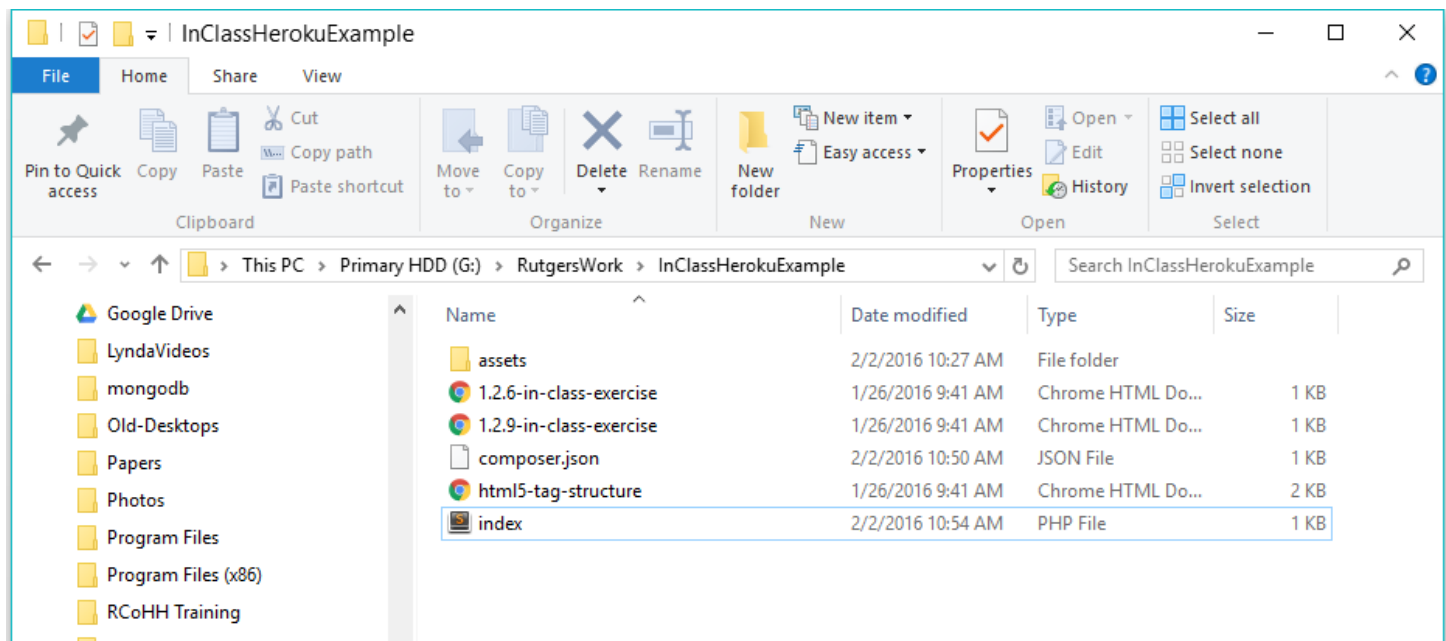 InClassHerokuExample
File Home Share View
Pin to Quick access
Copy
Paste
Cut
Copy path
Paste shortcut
Clipboard
Move to
Copy to
Delete
Rename
Organize
New folder
New item
Easy access
New
Properties
Open
Edit
History
Open
Select all
Select none
Invert selection
Select
This PC > Primary HDD (G:) > RutgersWork > InClassHerokuExample
Search InClassHerokuExample
Google Drive
LyndaVideos
mongodb
Old-Desktops
Papers
Photos
Program Files
Program Files (x86)
RCoHH Training
Name Date modified Type Size
assets 2/2/2016 10:27 AM File folder
1.2.6-in-class-exercise 1/26/2016 9:41 AM Chrome HTML Do... 1 KB
1.2.9-in-class-exercise 1/26/2016 9:41 AM Chrome HTML Do... 1 KB
composer.json 2/2/2016 10:50 AM JSON File 1 KB
html5-tag-structure 1/26/2016 9:41 AM Chrome HTML Do... 2 KB
index 2/2/2016 10:54 AM PHP File 1 KB